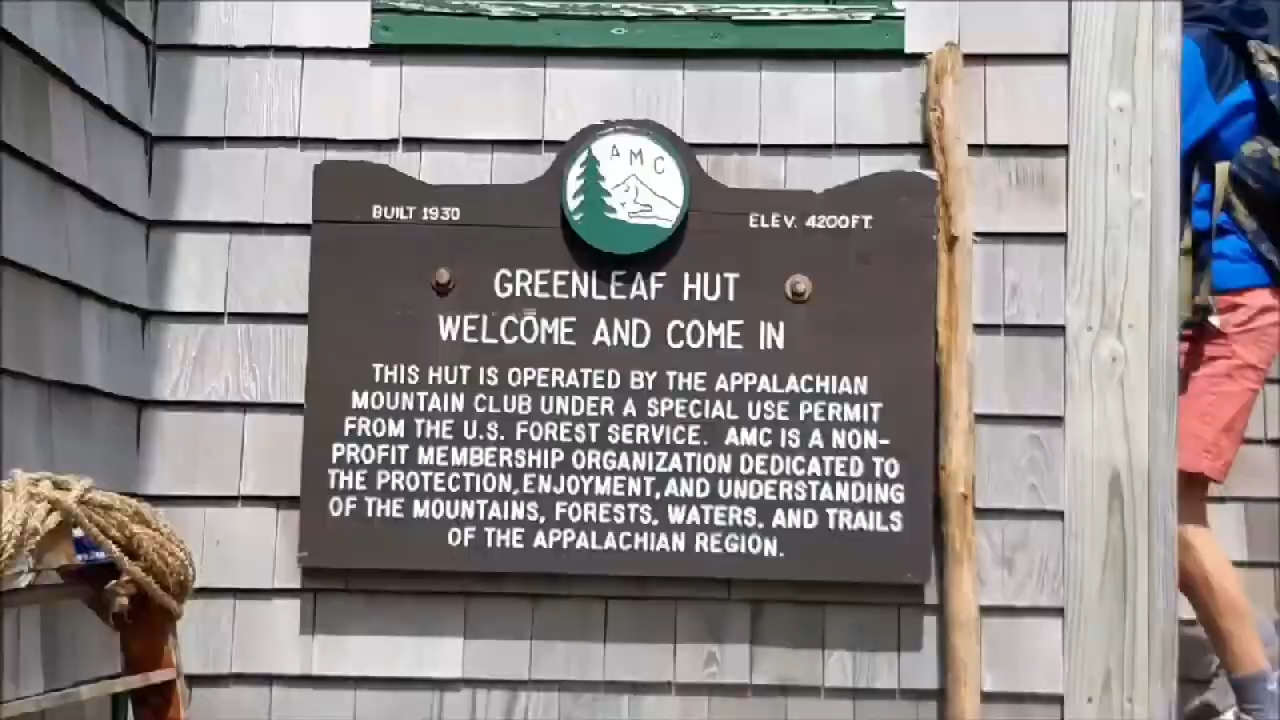 AMC
BUILT 1930
ELEV. 4200FT.
GREENLEAF HUT
WELCOME AND COME IN
THIS HUT IS OPERATED BY THE APPALACHIAN
MOUNTAIN CLUB UNDER A SPECIAL USE PERMIT
FROM THE U.S. FOREST SERVICE. AMC IS A NON-
PROFIT MEMBERSHIP ORGANIZATION DEDICATED TO
THE PROTECTION, ENJOYMENT, AND UNDERSTANDING
OF THE MOUNTAINS, FORESTS, WATERS, AND TRAILS
OF THE APPALACHIAN REGION.